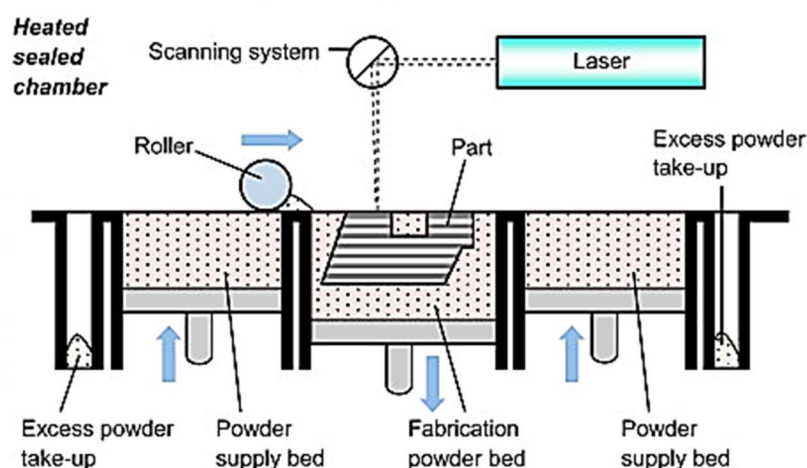 Heated
sealed
chamber
Scanning system
Laser
Roller
Part
Excess powder
take-up
Excess powder
take-up
Powder
supply bed
Fabrication
powder bed
Powder
supply bed